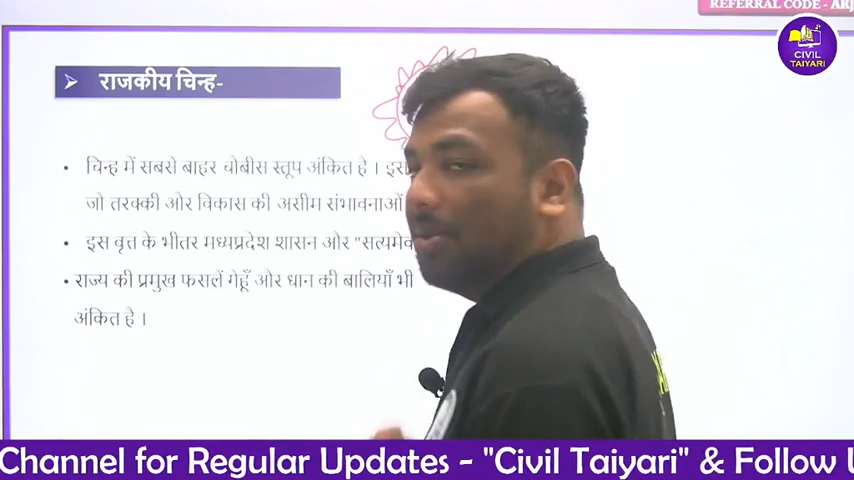 REFERRAL CODE - ARJ
CIVIL
TAIYARI
राजकीय चिन्ह-
चिन्ह में सबसे बाहर चोबीस स्तूप अंकित है । इस
जो तरक्की और विकास की असीम संभावनाओं
इस वृत्त के भीतर मध्यप्रदेश शासन और "सत्यमेव
राज्य की प्रमुख फसलें गेहूँ और धान की बालियाँ भी
अंकित है ।
Channel for Regular Updates - "Civil Taiyari" & Follow U